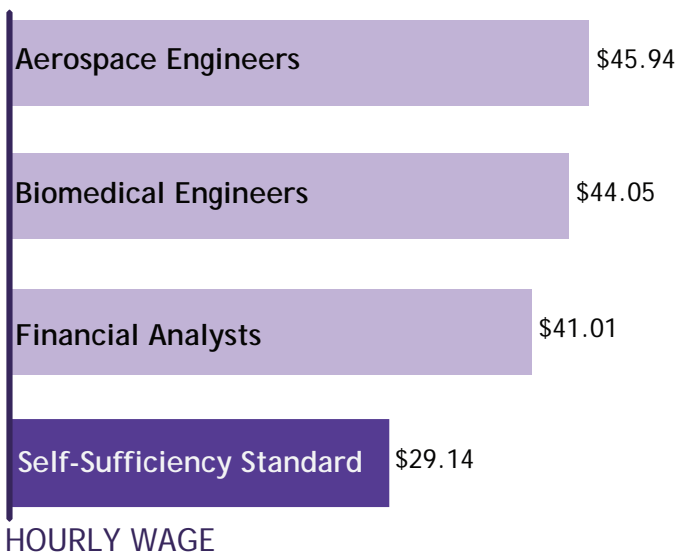 Aerospace Engineers $45.94
Biomedical Engineers $44.05
Financial Analysts $41.01
Self-Sufficiency Standard $29.14
HOURLY WAGE